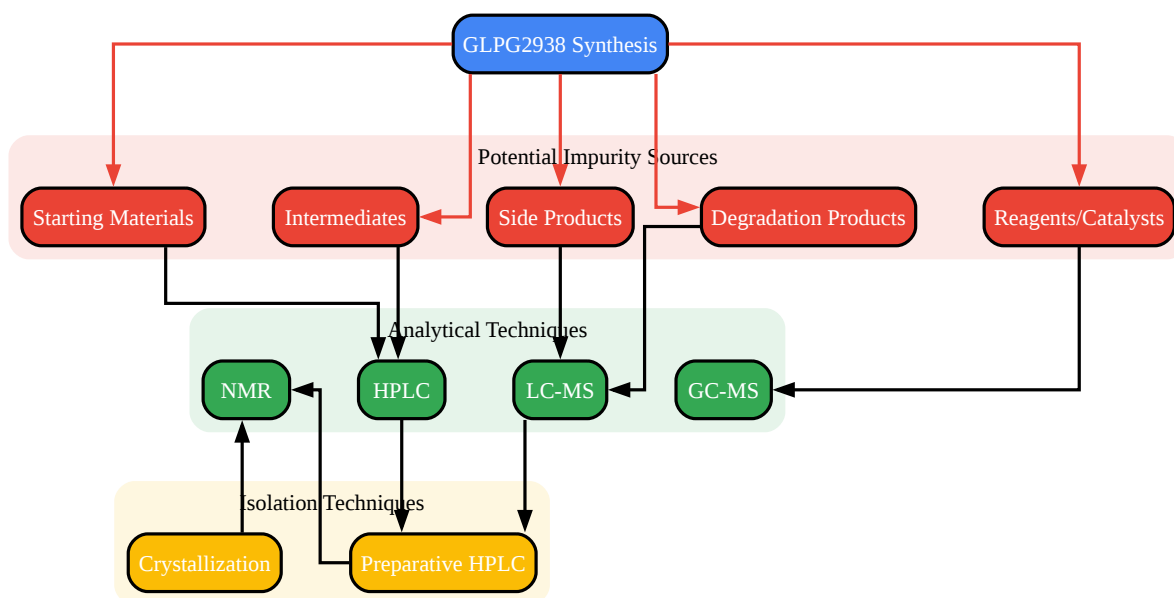 GLPG2938 Synthesis
Potential Impurity Sources
Starting Materials
Intermediates
Side Products
Degradation Products
Reagents/Catalysts
Analytical Techniques
NMR
HPLC
LC-MS
GC-MS
Isolation Techniques
Crystallization
Preparative HPLC